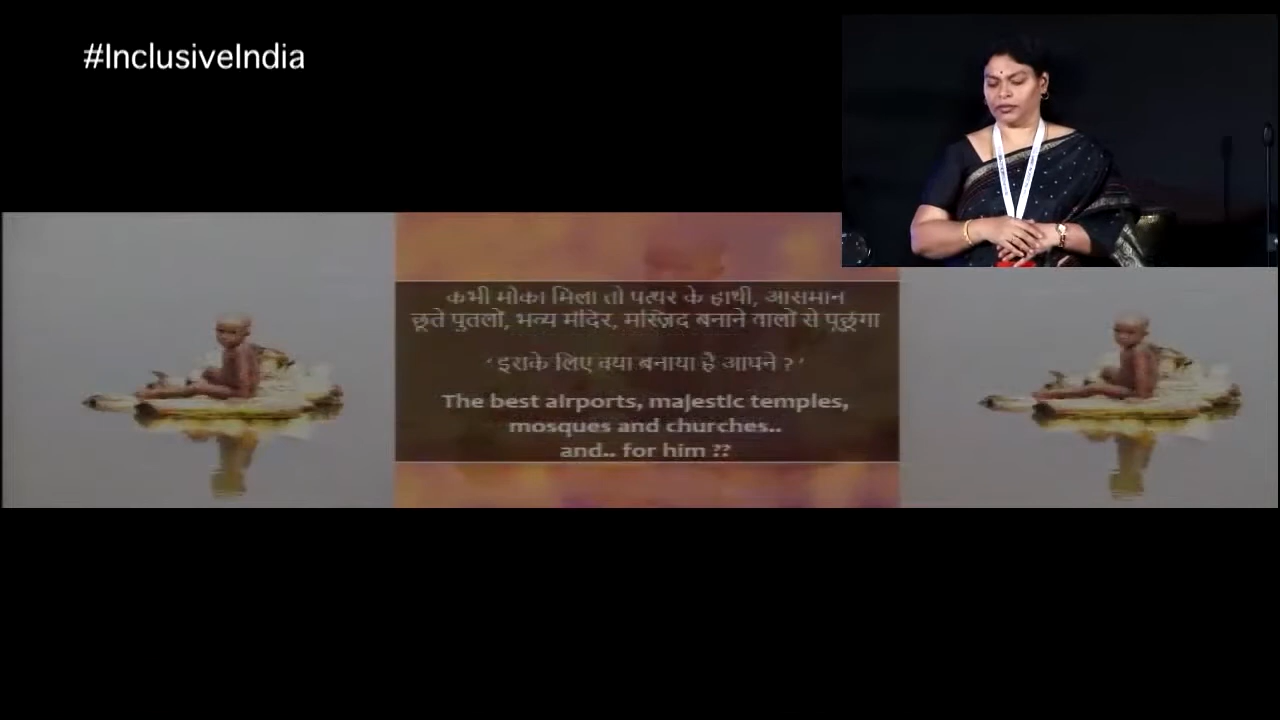 #InclusiveIndia
कभी मौका मिला तो पत्थर के हाथी, आसमान
छूते पुतलों, भव्य मंदिर, मस्ज़िद बनाने वालों से पूछूंगा
‘ इसके लिए क्या बनाया है आपने ? ’
The best airports, majestic temples,
mosques and churches..
and.. for him ??